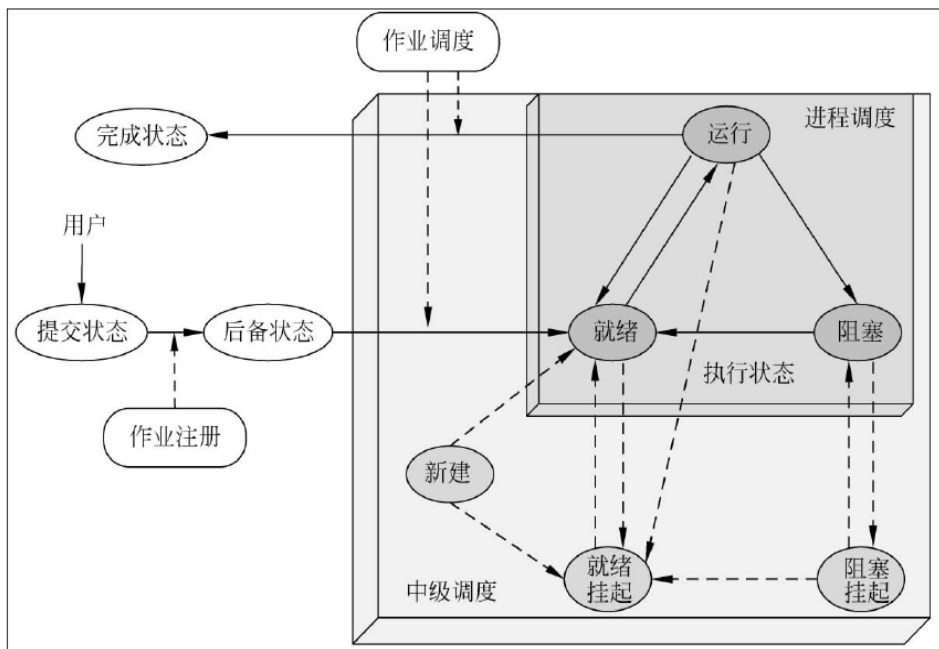 作业调度
进程调度
完成状态
运行
用户
提交状态
后备状态
就绪
阻塞
执行状态
作业注册
新建
中级调度
就绪
挂起
阻塞
挂起